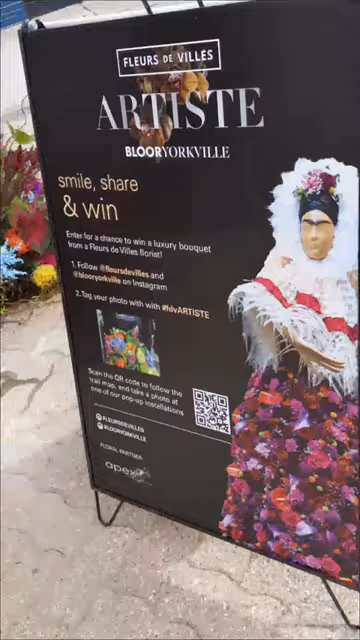 FLEURS DE VILLES
ARTISTE
BLOORYORKVILLE
smile, share
& win
Enter for a chance to win a luxury bouquet
from a Fleurs de Villes florist!
1. Follow @fleursdevilles and
@blooryorkville on Instagram
2. Tag your photo with with #fdvARTISTE
Scan the QR code to follow the
trail map, and take a photo at
one of our pop-up installations
@FLEURSDEVILLES
@BLOORYORKVILLE
FLORAL PARTNER
apex